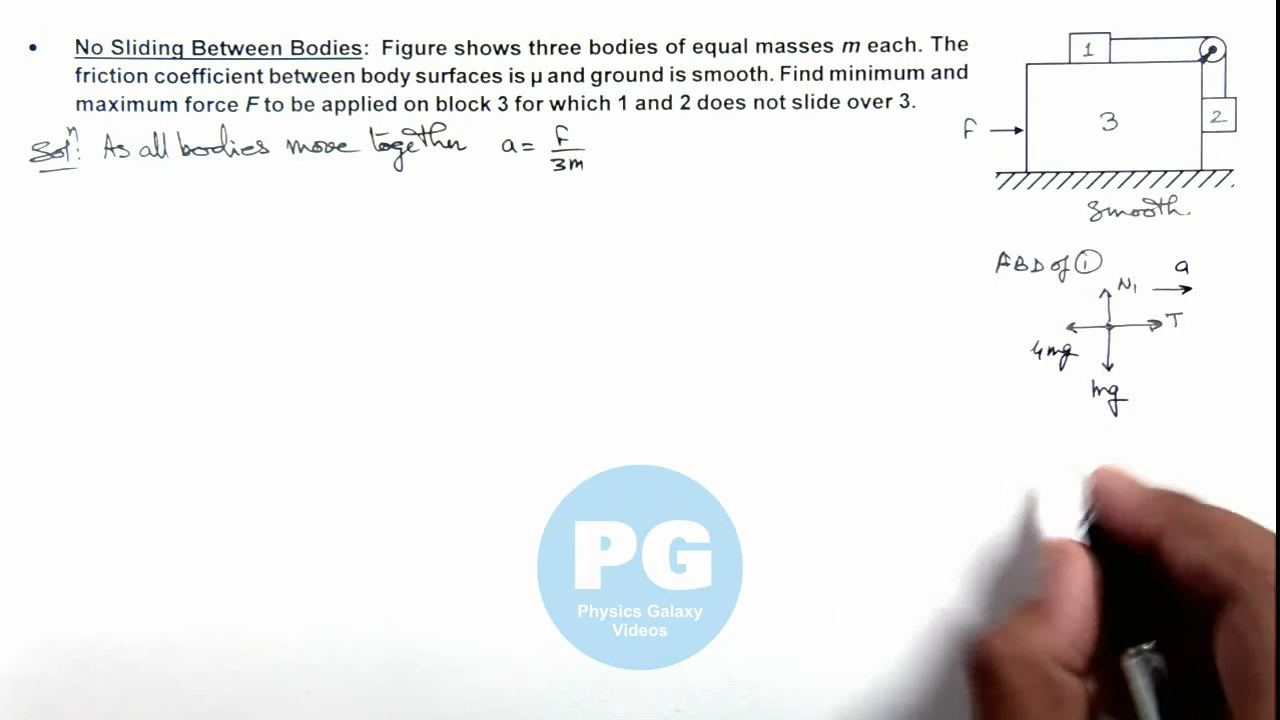 • No Sliding Between Bodies: Figure shows three bodies of equal masses m each. The
friction coefficient between body surfaces is μ and ground is smooth. Find minimum and
maximum force F to be applied on block 3 for which 1 and 2 does not slide over 3.
Solⁿ: As all bodies move together a = F/3m
1
2
3
F
smooth.
FBD of ①
a
N₁
T
μmg
mg
PG
Physics Galaxy
Videos